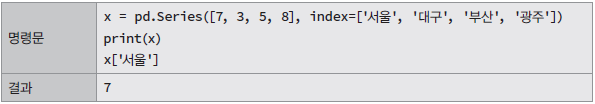 x = pd.Series([7, 3, 5, 8], index=['서울', '대구', '부산', '광주'])
명령문
print(x)
x['서울']
결과
7